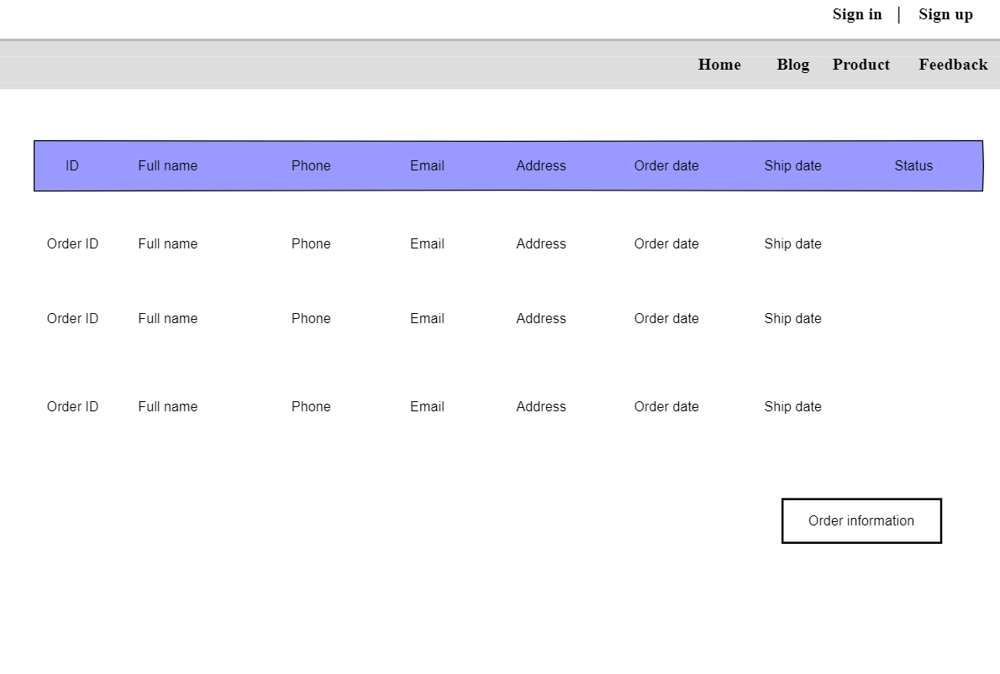 Sign in | Sign up
Home Blog Product Feedback
ID Full name Phone Email Address Order date Ship date Status
Order ID Full name Phone Email Address Order date Ship date
Order ID Full name Phone Email Address Order date Ship date
Order ID Full name Phone Email Address Order date Ship date
Order information